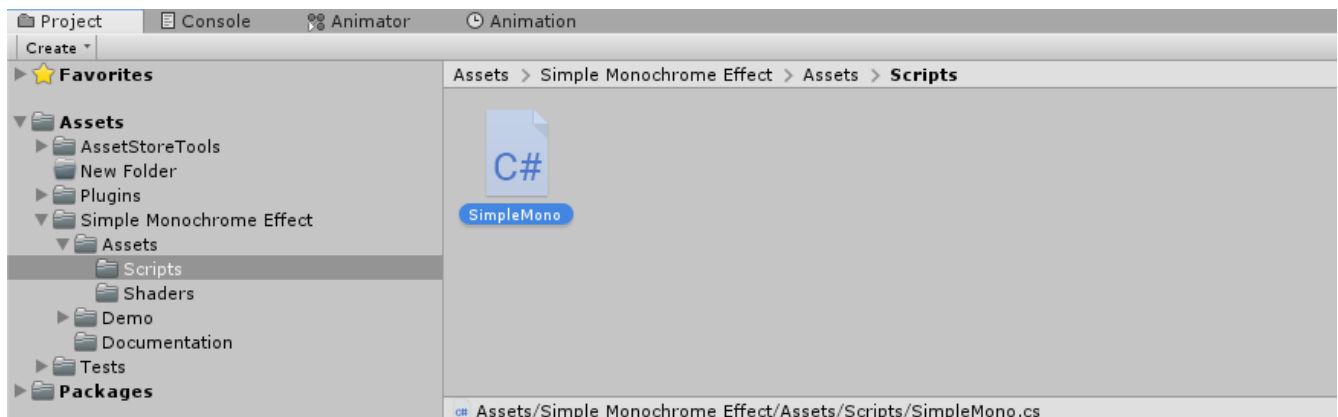 Project Console Animator Animation
Create
Favorites
Assets
AssetStoreTools
New Folder
Plugins
Simple Monochrome Effect
Assets
Scripts
Shaders
Demo
Documentation
Tests
Packages
Assets > Simple Monochrome Effect > Assets > Scripts
C#
SimpleMono
C# Assets/Simple Monochrome Effect/Assets/Scripts/SimpleMono.cs